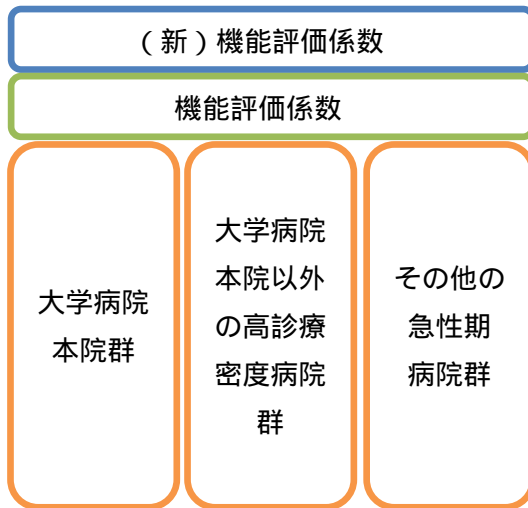 （新）機能評価係数
機能評価係数
大学病院
本院群
大学病院
本院以外
の高診療
密度病院
群
その他の
急性期
病院群